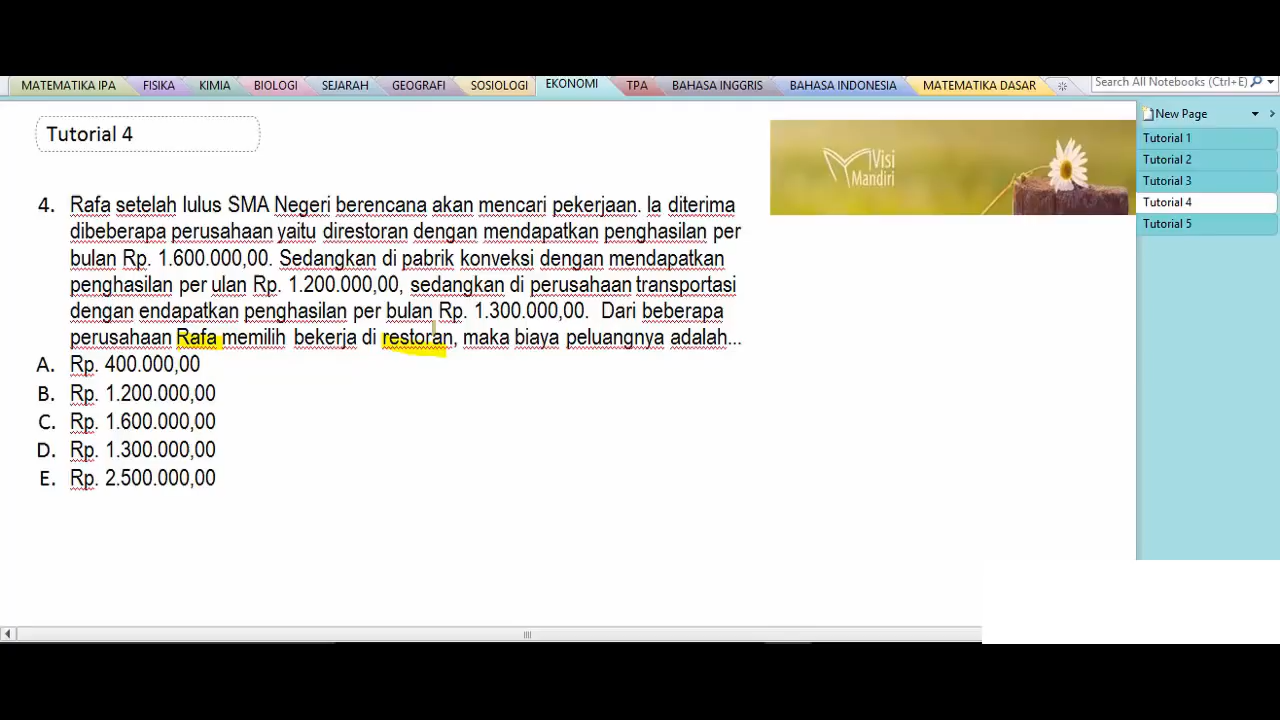 MATEMATIKA IPA FISIKA KIMIA BIOLOGI SEJARAH GEOGRAFI SOSIOLOGI EKONOMI TPA BAHASA INGGRIS BAHASA INDONESIA MATEMATIKA DASAR Search All Notebooks (Ctrl+E)
New Page
Tutorial 1
Tutorial 2
Tutorial 3
Tutorial 4
Tutorial 5
Tutorial 4
Visi
Mandiri
4. Rafa setelah lulus SMA Negeri berencana akan mencari pekerjaan. Ia diterima
dibeberapa perusahaan yaitu direstoran dengan mendapatkan penghasilan per
bulan Rp. 1.600.000,00. Sedangkan di pabrik konveksi dengan mendapatkan
penghasilan per ulan Rp. 1.200.000,00, sedangkan di perusahaan transportasi
dengan endapatkan penghasilan per bulan Rp. 1.300.000,00. Dari beberapa
perusahaan Rafa memilih bekerja di restoran, maka biaya peluangnya adalah...
A. Rp. 400.000,00
B. Rp. 1.200.000,00
C. Rp. 1.600.000,00
D. Rp. 1.300.000,00
E. Rp. 2.500.000,00